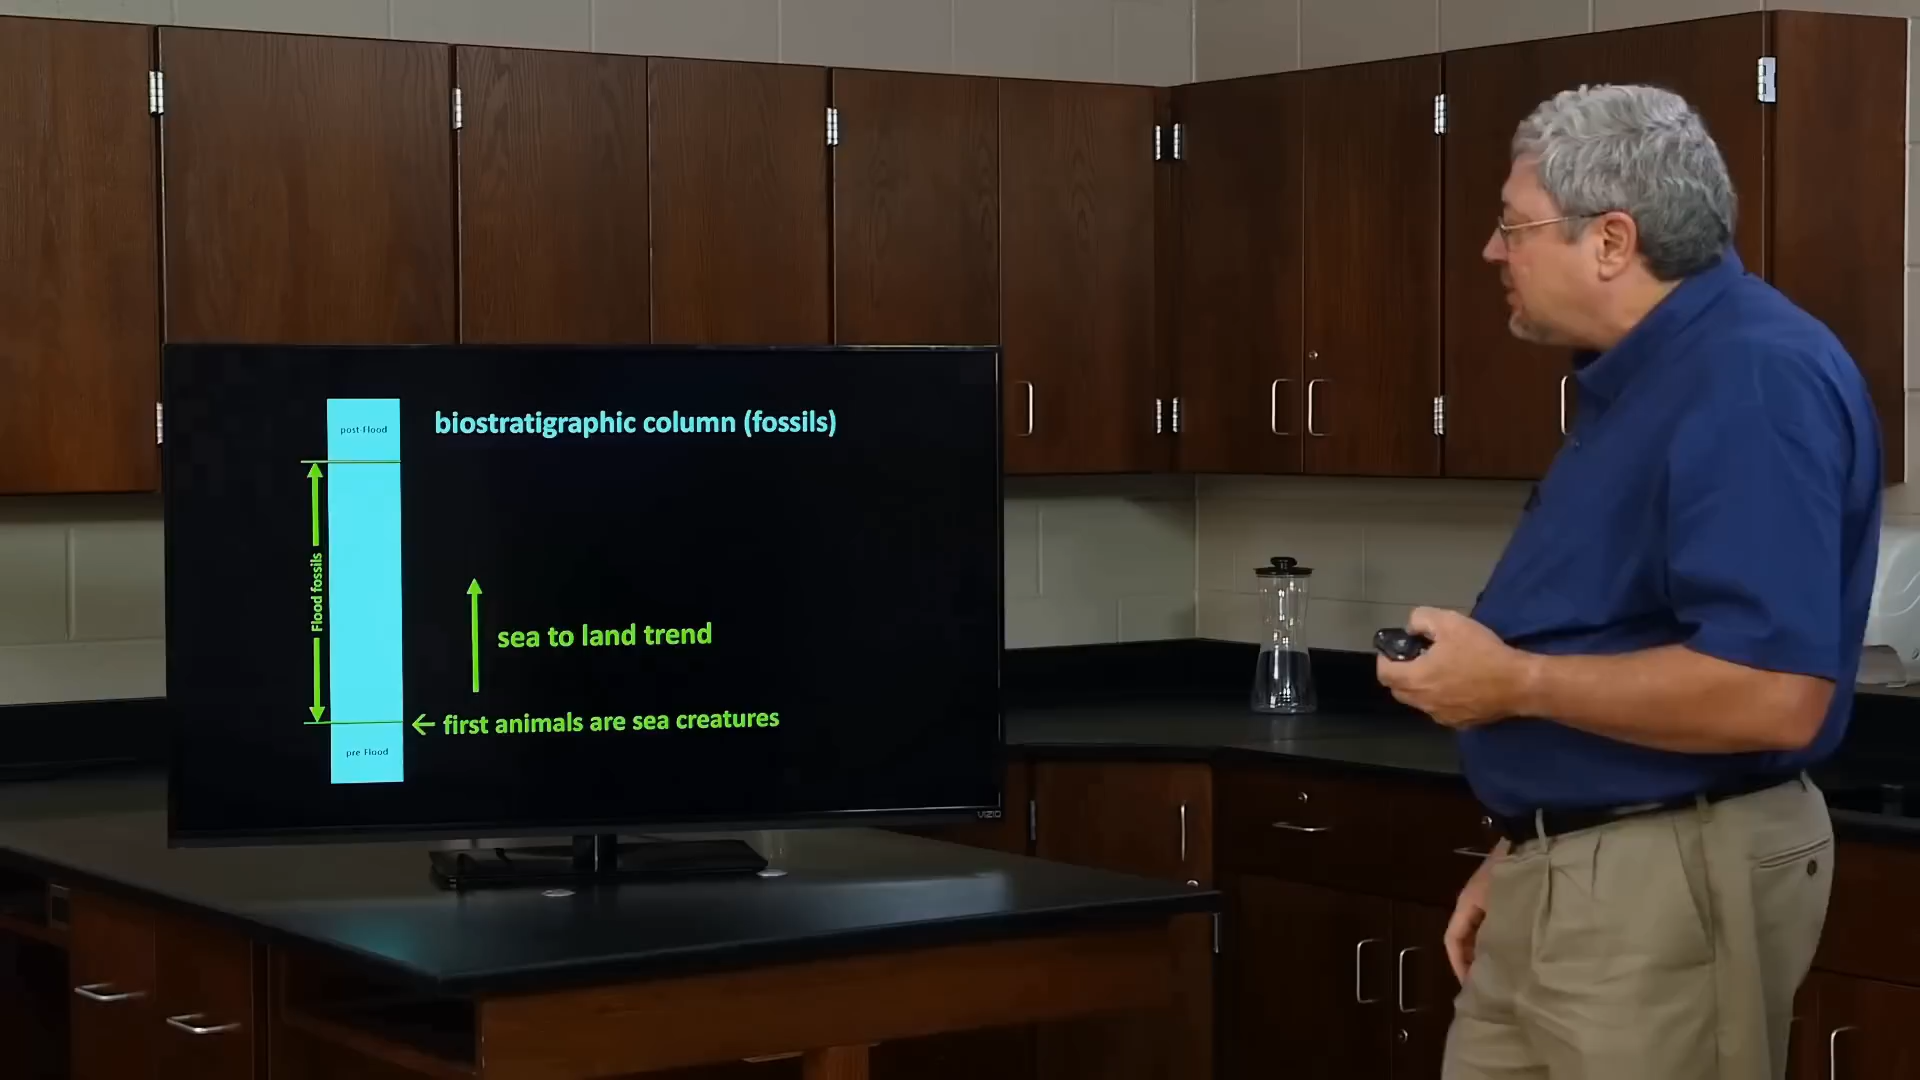 post-Flood
biostratigraphic column (fossils)
Flood fossils
sea to land trend
← first animals are sea creatures
pre Flood
VIZIO